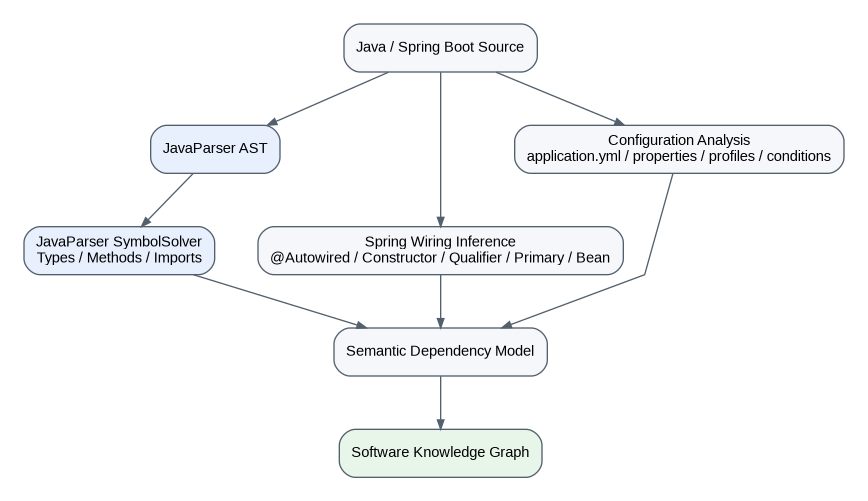 Java / Spring Boot Source
JavaParser AST
Configuration Analysis
application.yml / properties / profiles / conditions
JavaParser SymbolSolver
Types / Methods / Imports
Spring Wiring Inference
@Autowired / Constructor / Qualifier / Primary / Bean
Semantic Dependency Model
Software Knowledge Graph